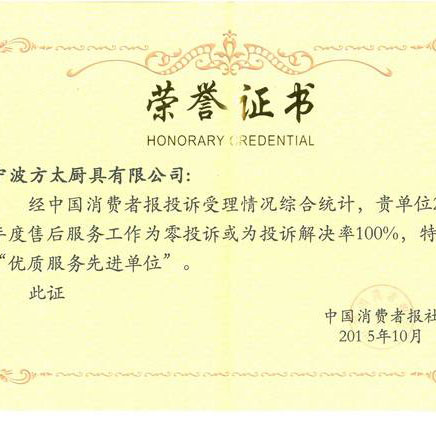 荣誉证书
HONORARY CREDENTIAL
宁波方太厨具有限公司:
经中国消费者报投诉受理情况综合统计，贵单位2
年度售后服务工作为零投诉或为投诉解决率100%，特
“优质服务先进单位”。
此证
中国消费者报社
2015年10月